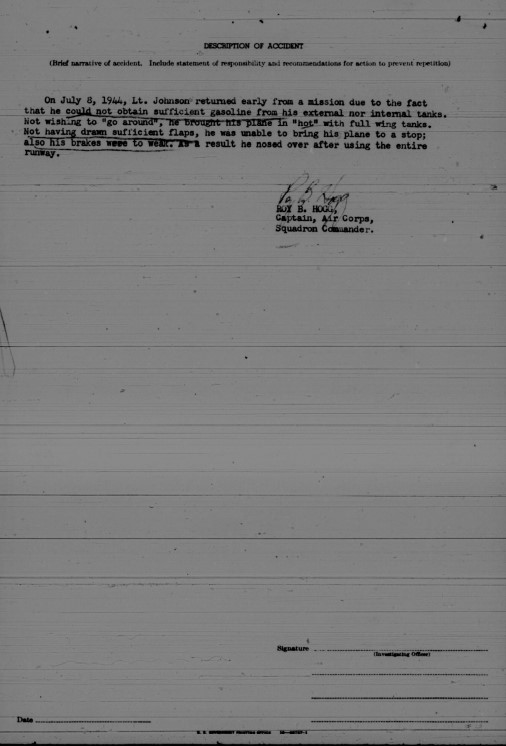 DESCRIPTION OF ACCIDENT
(Brief narrative of accident. Include statement of responsibility and recommendations for action to prevent repetition)
On July 8, 1944, Lt. Johnson returned early from a mission due to the fact
that he could not obtain sufficient gasoline from his external nor internal tanks.
Not wishing to "go around", he brought his plane in "hot" with full wing tanks.
Not having drawn sufficient flaps, he was unable to bring his plane to a stop;
also his brakes were to weak. As a result he nosed over after using the entire
runway.
ROY B. HOGG,
Captain, Air Corps,
Squadron Commander.
Signature
(Investigating Officer)
Date
U. S. GOVERNMENT PRINTING OFFICE